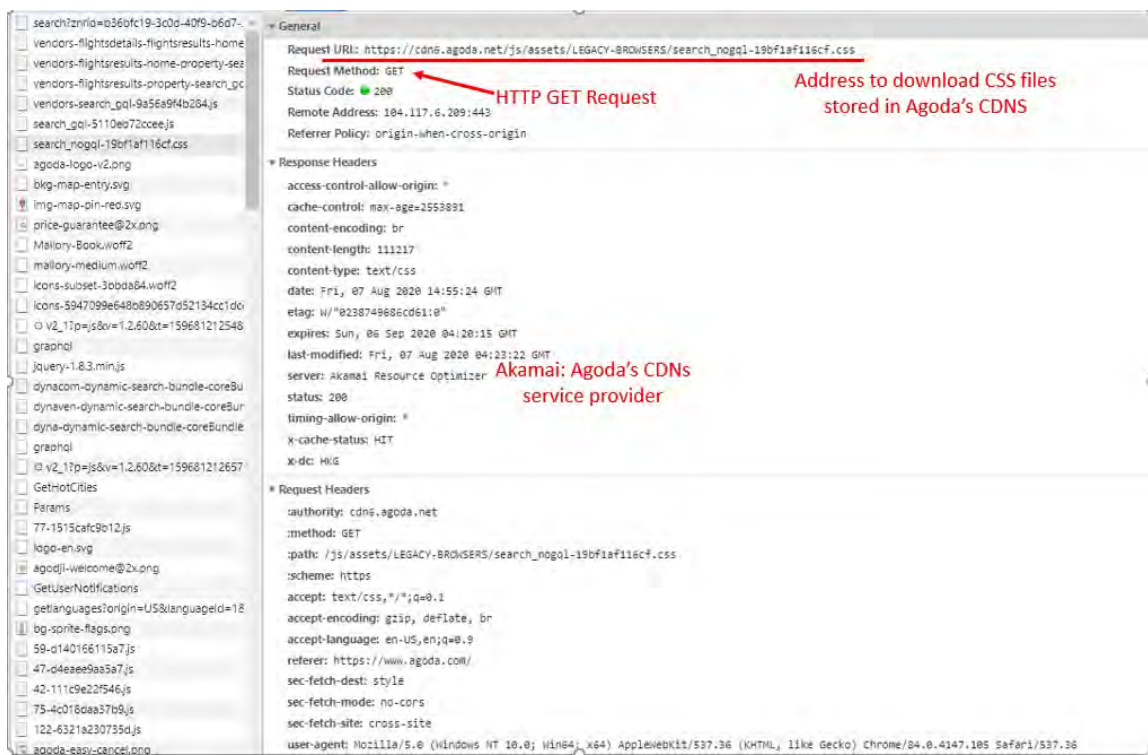 search?znrid=b36bfc19-3c0d-40f9-b6d7-
vendors-flightsdetails-flightsresults-home
vendors-flightsresults-home-property-sea
vendors-flightsresults-property-search_gc
vendors-search_gql-9a56a9f4b284.js
search_gql-5110eb72ccee.js
search_nogql-19bf1af116cf.css
agoda-logo-v2.png
bkg-map-entry.svg
img-map-pin-red.svg
price-guarantee@2x.png
Mallory-Book.woff2
mallory-medium.woff2
icons-subset-3obda84.woff2
icons-5947099e648b890657d52134cc1dc
v2_1?p=js&v=1.2.60&t=159681212548
graphql
jquery-1.8.3.min.js
dynacom-dynamic-search-bundle-coreBu
dynaven-dynamic-search-bundle-coreBur
dyna-dynamic-search-bundle-coreBundle
graphql
v2_1?p=js&v=1.2.60&t=159681212657
GetHotCities
Params
77-1515cafc9b12.js
logo-en.svg
agodji-welcome@2x.png
GetUserNotifications
getlanguages?origin=US&languageId=18
bg-sprite-flags.png
59-d140166115a7.js
47-d4eaee9aa5a7.js
42-111c9e22f546.js
75-4c018daa37b9.js
122-6321a230735d.js
agoda-easy-cancel.png
General
Request URL: https://cdn6.agoda.net/js/assets/LEGACY-BROWSERS/search_nogql-19bf1af116cf.css
Request Method: GET
Status Code: 200
Remote Address: 104.117.6.209:443
Referrer Policy: origin-when-cross-origin
HTTP GET Request
Address to download CSS files
stored in Agoda's CDNS
Response Headers
access-control-allow-origin: *
cache-control: max-age=2553891
content-encoding: br
content-length: 111217
content-type: text/css
date: Fri, 07 Aug 2020 14:55:24 GMT
etag: W/"0238749686cd61:0"
expires: Sun, 06 Sep 2020 04:20:15 GMT
last-modified: Fri, 07 Aug 2020 04:23:22 GMT
server: Akamai Resource Optimizer
status: 200
timing-allow-origin: *
x-cache-status: HIT
x-dc: HKG
Akamai: Agoda's CDNs
service provider
Request Headers
:authority: cdn6.agoda.net
:method: GET
:path: /js/assets/LEGACY-BROWSERS/search_nogql-19bf1af116cf.css
:scheme: https
accept: text/css,*/*;q=0.1
accept-encoding: gzip, deflate, br
accept-language: en-US,en;q=0.9
referer: https://www.agoda.com/
sec-fetch-dest: style
sec-fetch-mode: no-cors
sec-fetch-site: cross-site
user-agent: Mozilla/5.0 (Windows NT 10.0; Win64; x64) AppleWebKit/537.36 (KHTML, like Gecko) Chrome/84.0.4147.105 Safari/537.36